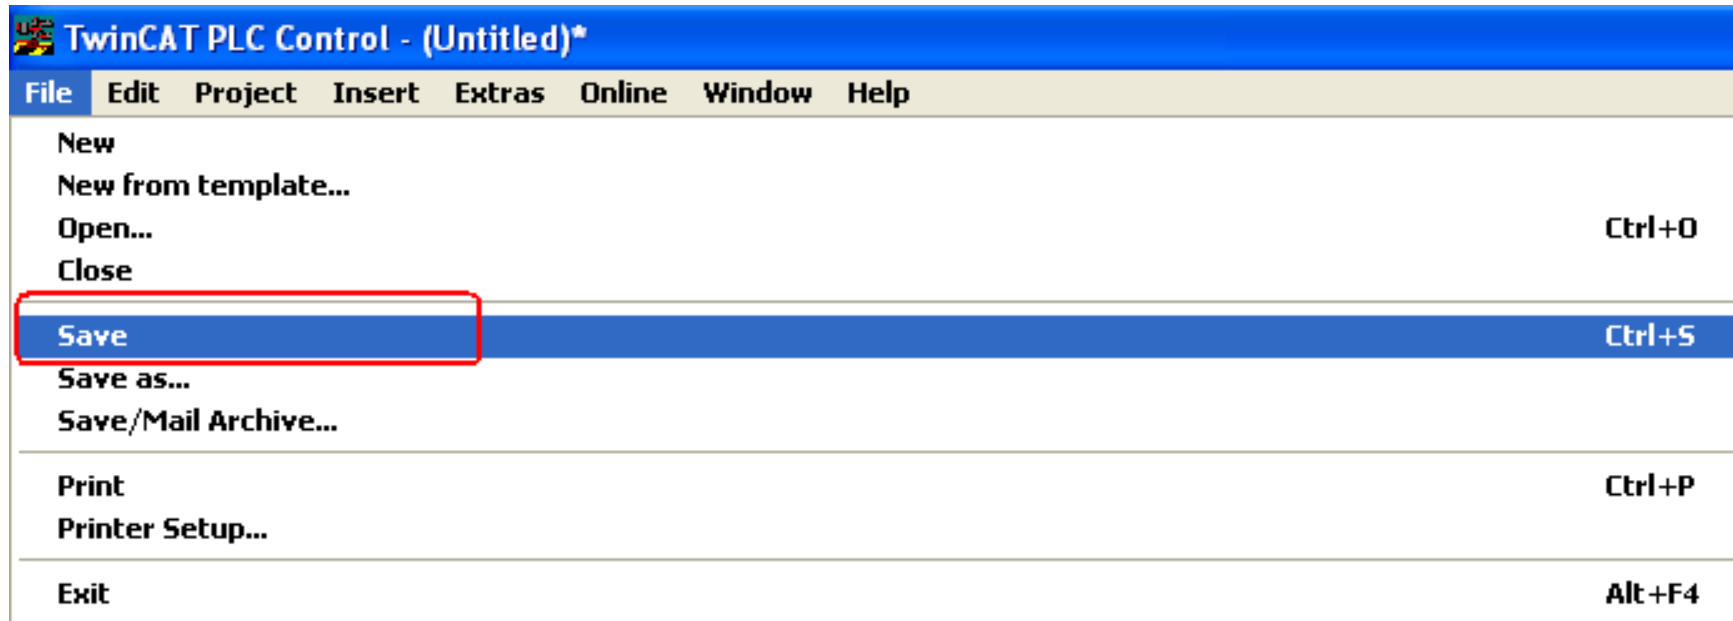 TwinCAT PLC Control - (Untitled)*
File Edit Project Insert Extras Online Window Help
New
New from template...
Open... Ctrl+O
Close
Save Ctrl+S
Save as...
Save/Mail Archive...
Print Ctrl+P
Printer Setup...
Exit Alt+F4